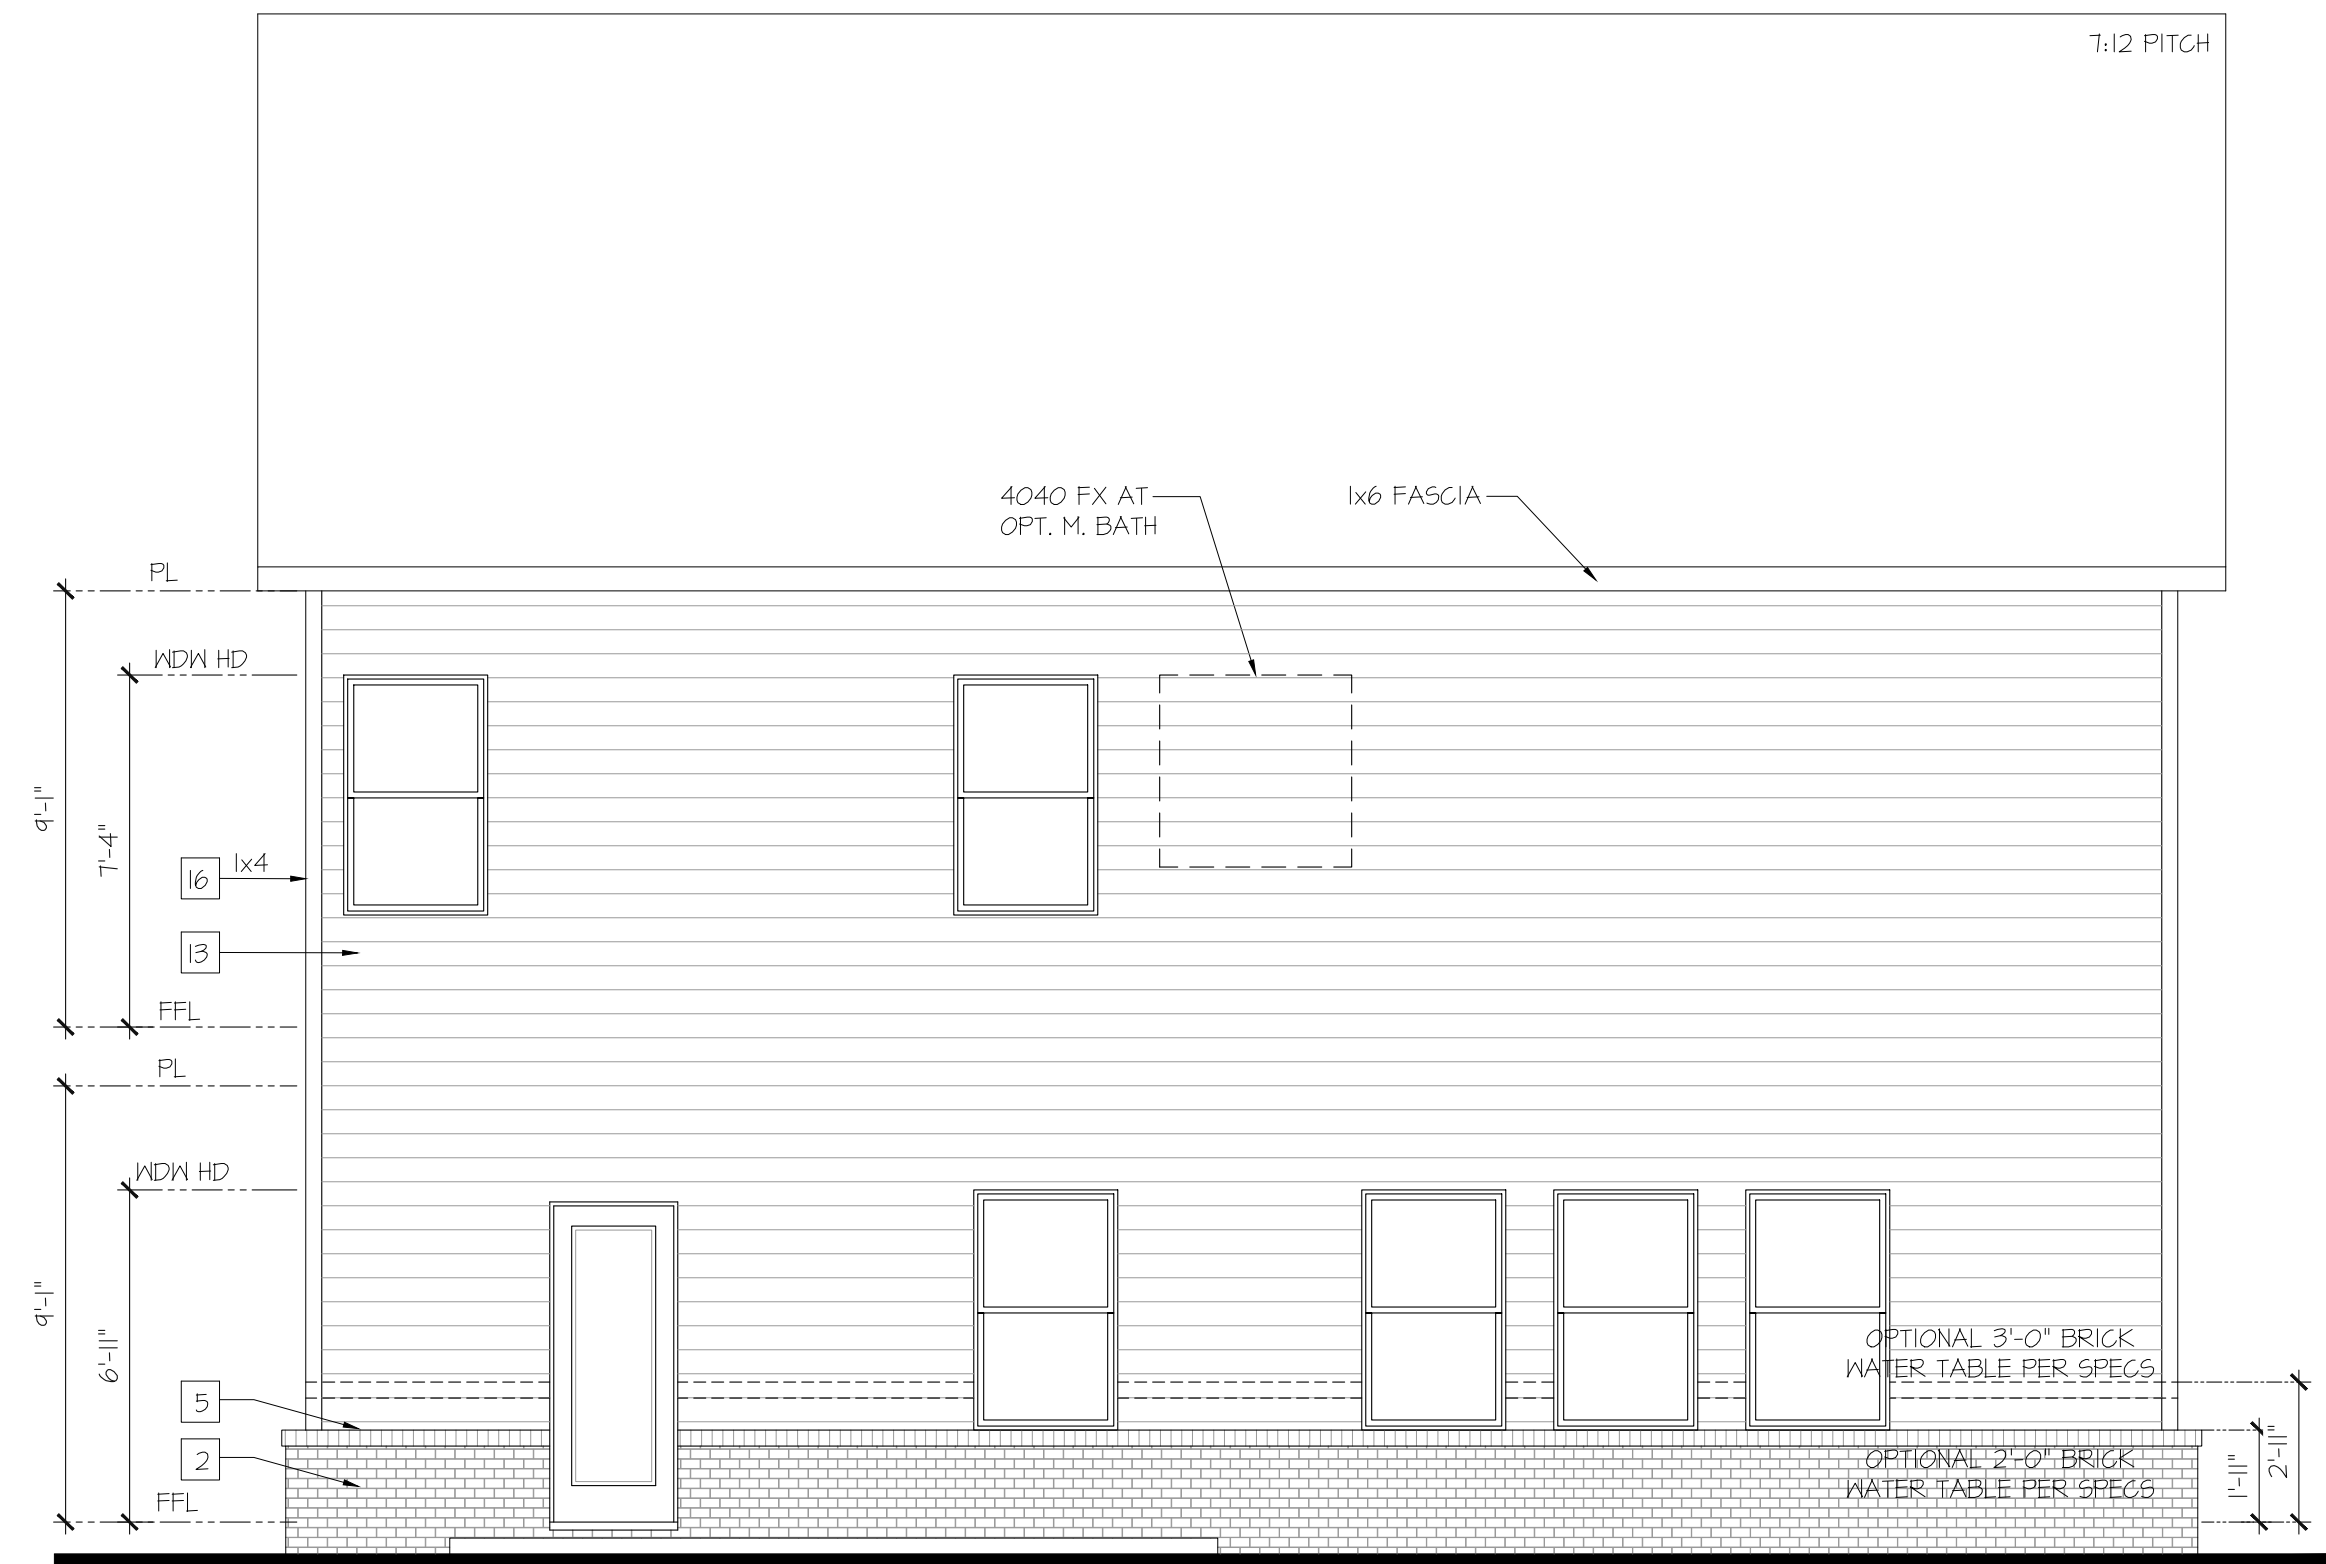 7:12 PITCH
4040 FX AT
OPT. M. BATH
1x6 FASCIA
PL
WDW HD
9'-1"
7'-4"
16
1x4
13
FFL
PL
WDW HD
9'-1"
6'-11"
OPTIONAL 3'-0" BRICK
WATER TABLE PER SPECS
5
2
OPTIONAL 2'-0" BRICK
WATER TABLE PER SPECS
1'-11"
2'-11"
FFL